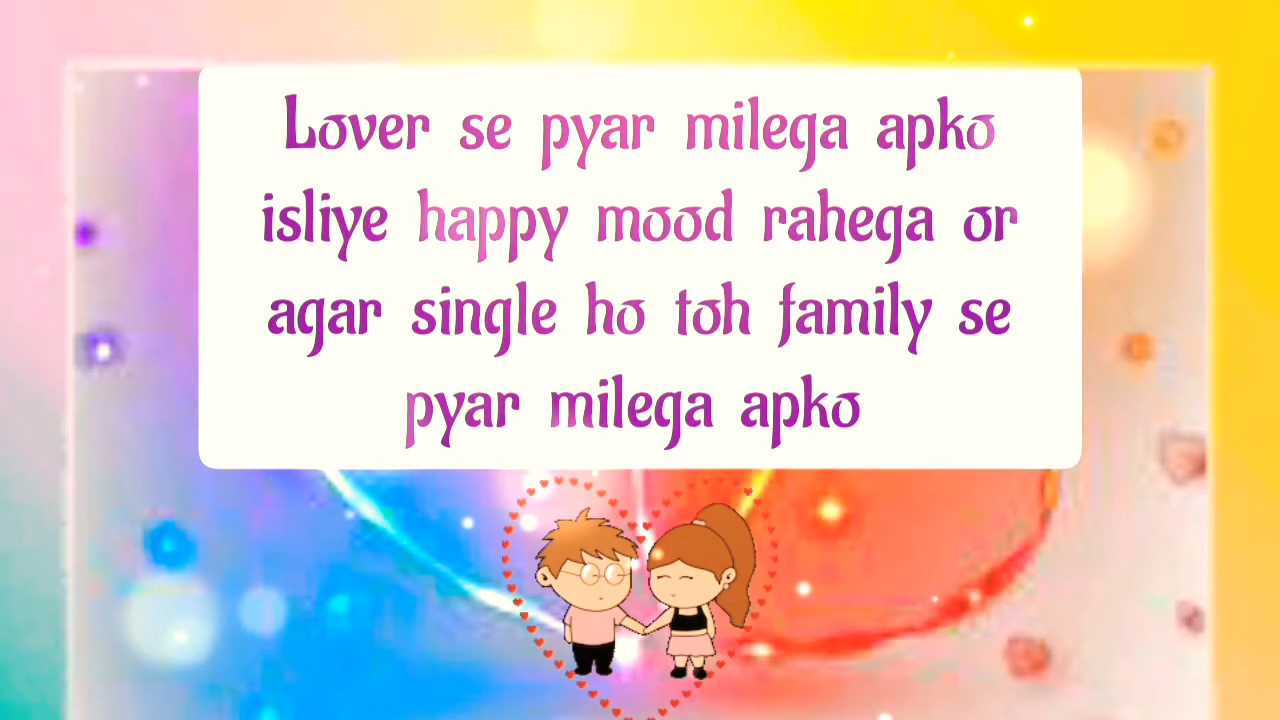 Lover se pyar milega apko
isliye happy mood rahega or
agar single ho toh family se
pyar milega apko